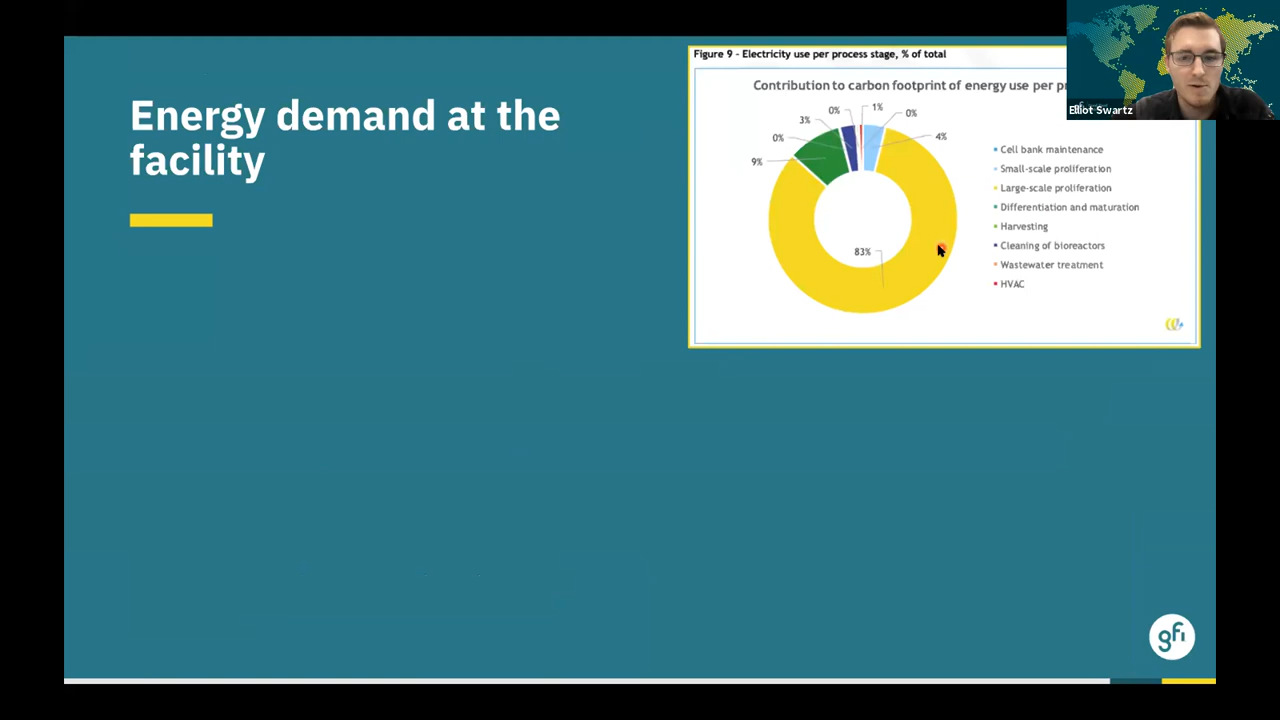 Energy demand at the
facility
Figure 9 - Electricity use per process stage, % of total
Contribution to carbon footprint of energy use per
0%
1%
0%
3%
4%
0%
9%
83%
Cell bank maintenance
Small-scale proliferation
Large-scale proliferation
Differentiation and maturation
Harvesting
Cleaning of bioreactors
Wastewater treatment
HVAC
Elliot Swartz
gfi